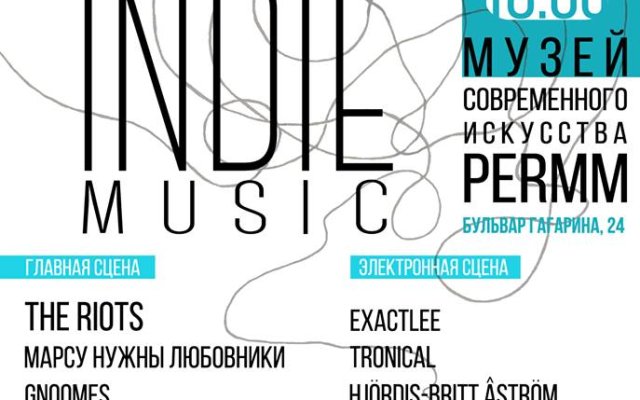 INDIE
MUSIC
МУЗЕЙ
СОВРЕМЕННОГО
ИСКУССТВА
PERMM
БУЛЬВАР ГАГАРИНА, 24
ГЛАВНАЯ СЦЕНА
THE RIOTS
МАРСУ НУЖНЫ ЛЮБОВНИКИ
GNOOMES
ЭЛЕКТРОННАЯ СЦЕНА
EXACTLEE
TRONICAL
HJÖRDIS-BRITT ÅSTRÖM